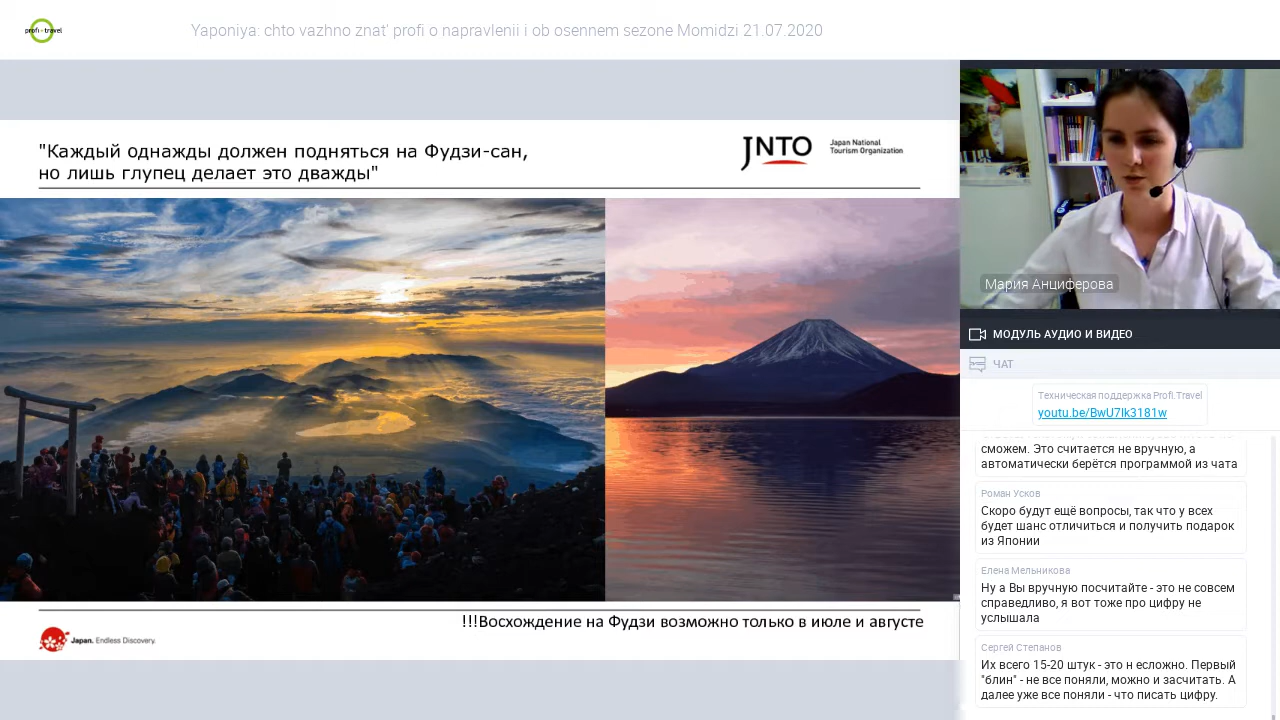 profi travel
Yaponiya: chto vazhno znat' profi o napravlenii i ob osennem sezone Momidzi 21.07.2020
"Каждый однажды должен подняться на Фудзи-сан,
но лишь глупец делает это дважды"
JNTO
Japan National
Tourism Organization
!!!Восхождение на Фудзи возможно только в июле и августе
Japan. Endless Discovery.
Мария Анциферова
МОДУЛЬ АУДИО И ВИДЕО
ЧАТ
Техническая поддержка Profi.Travel
youtu.be/BwU7Ik3181w
сможем. Это считается не вручную, а
автоматически берётся программой из чата
Роман Усков
Скоро будут ещё вопросы, так что у всех
будет шанс отличиться и получить подарок
из Японии
Елена Мельникова
Ну а Вы вручную посчитайте - это не совсем
справедливо, я вот тоже про цифру не
услышала
Сергей Степанов
Их всего 15-20 штук - это н есложно. Первый
"блин" - не все поняли, можно и засчитать. А
далее уже все поняли - что писать цифру.